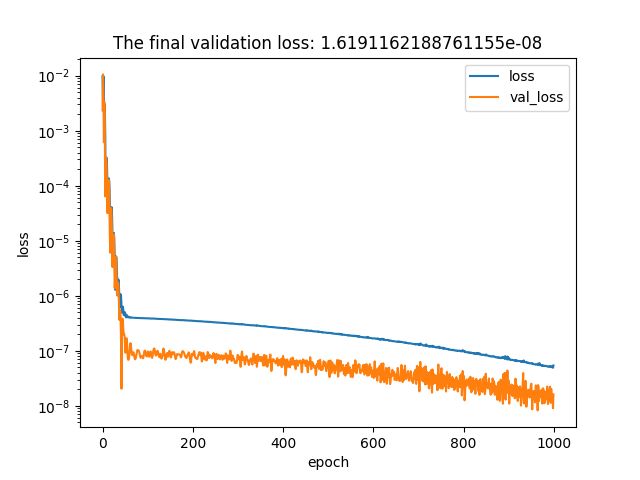 The final validation loss: 1.6191162188761155e-08
loss
val_loss
10⁻²
10⁻³
10⁻⁴
10⁻⁵
10⁻⁶
10⁻⁷
10⁻⁸
loss
0 200 400 600 800 1000
epoch